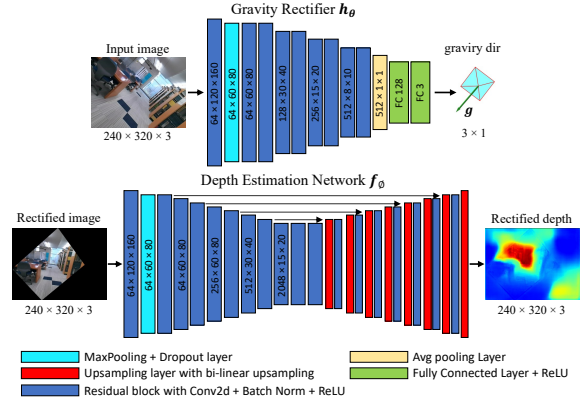 Gravity Rectifier h_θ
Input image
240 × 320 × 3
64 × 120 × 160
64 × 60 × 80
64 × 60 × 80
128 × 30 × 40
256 × 15 × 20
512 × 8 × 10
512 × 1 × 1
FC 128
FC 3
graviry dir
g
3 × 1
Depth Estimation Network f_∅
Rectified image
240 × 320 × 3
64 × 120 × 160
64 × 60 × 80
64 × 60 × 80
256 × 60 × 80
512 × 30 × 40
2048 × 15 × 20
Rectified depth
240 × 320 × 3
MaxPooling + Dropout layer
Avg pooling Layer
Upsampling layer with bi-linear upsampling
Fully Connected Layer + ReLU
Residual block with Conv2d + Batch Norm + ReLU